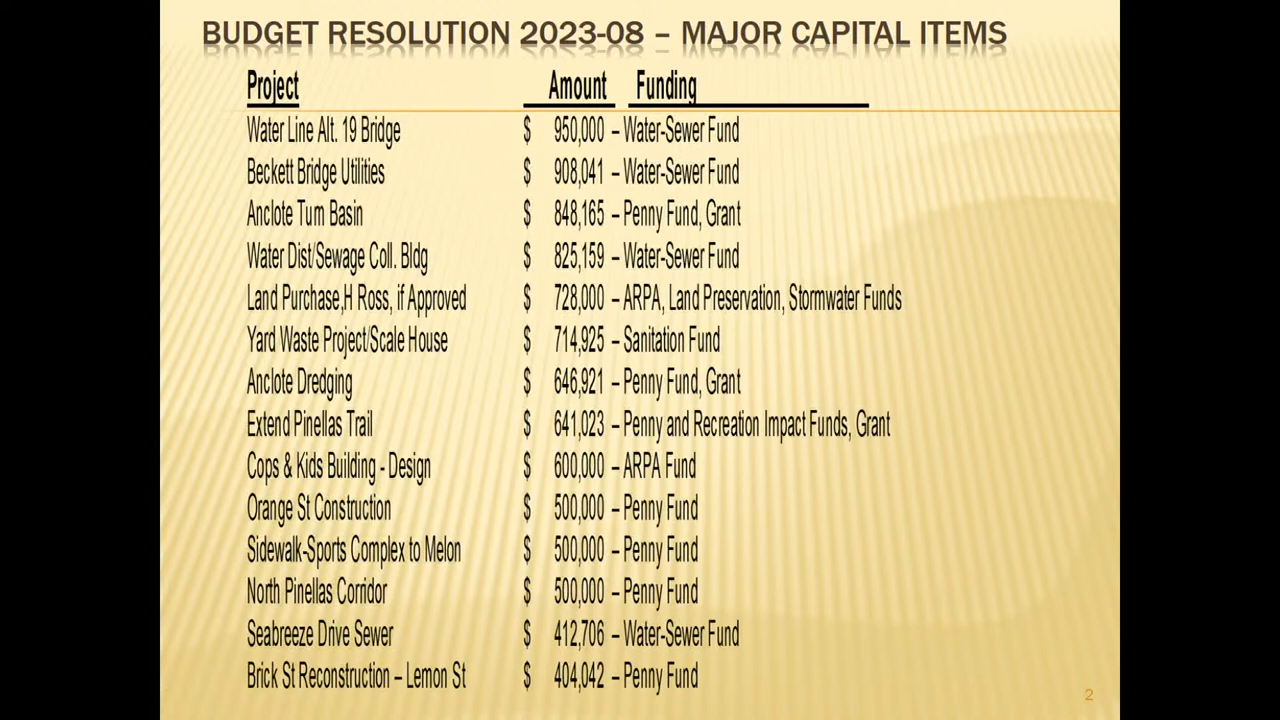 BUDGET RESOLUTION 2023-08 – MAJOR CAPITAL ITEMS
Project Amount Funding
Water Line Alt. 19 Bridge $ 950,000 – Water-Sewer Fund
Beckett Bridge Utilities $ 908,041 – Water-Sewer Fund
Anclote Turn Basin $ 848,165 – Penny Fund, Grant
Water Dist/Sewage Coll. Bldg $ 825,159 – Water-Sewer Fund
Land Purchase,H Ross, if Approved $ 728,000 – ARPA, Land Preservation, Stormwater Funds
Yard Waste Project/Scale House $ 714,925 – Sanitation Fund
Anclote Dredging $ 646,921 – Penny Fund, Grant
Extend Pinellas Trail $ 641,023 – Penny and Recreation Impact Funds, Grant
Cops & Kids Building - Design $ 600,000 – ARPA Fund
Orange St Construction $ 500,000 – Penny Fund
Sidewalk-Sports Complex to Melon $ 500,000 – Penny Fund
North Pinellas Corridor $ 500,000 – Penny Fund
Seabreeze Drive Sewer $ 412,706 – Water-Sewer Fund
Brick St Reconstruction – Lemon St $ 404,042 – Penny Fund
2